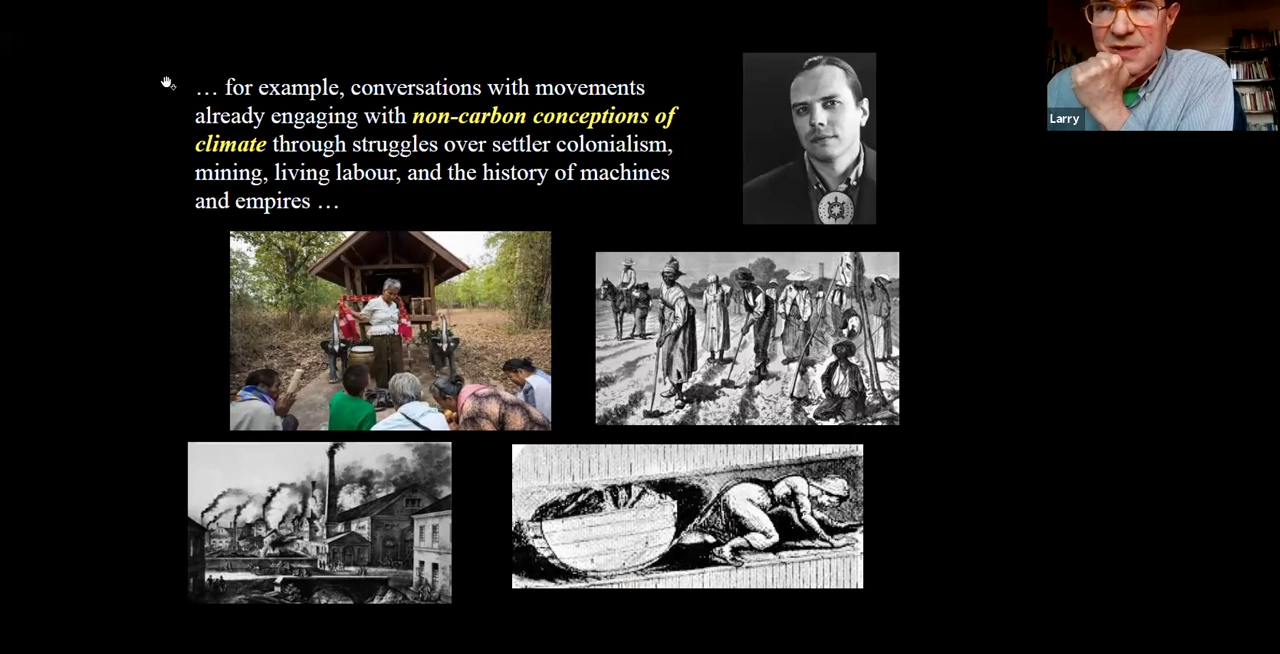 … for example, conversations with movements
already engaging with non-carbon conceptions of
climate through struggles over settler colonialism,
mining, living labour, and the history of machines
and empires …
Larry